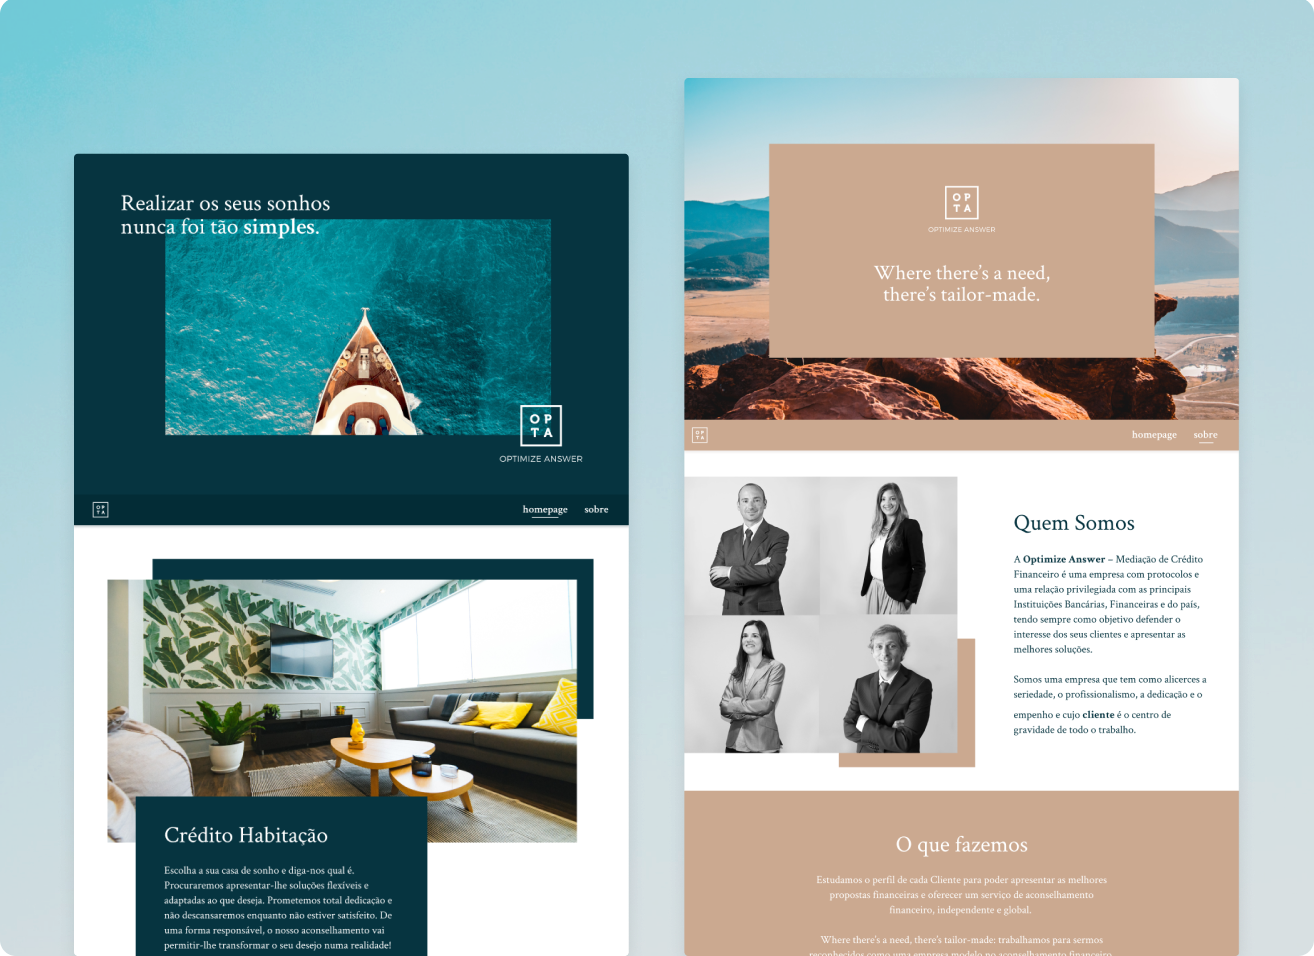 Realizar os seus sonhos
nunca foi tão simples.
OP
TA
OPTIMIZE ANSWER
OP
TA
homepage
sobre
Crédito Habitação
Escolha a sua casa de sonho e diga-nos qual é.
Procuraremos apresentar-lhe soluções flexíveis e
adaptadas ao que deseja. Prometemos total dedicação e
não descansaremos enquanto não estiver satisfeito. De
uma forma responsável, o nosso aconselhamento vai
permitir-lhe transformar o seu desejo numa realidade!
OP
TA
OPTIMIZE ANSWER
Where there's a need,
there's tailor-made.
OP
TA
homepage
sobre
Quem Somos
A Optimize Answer – Mediação de Crédito
Financeiro é uma empresa com protocolos e
uma relação privilegiada com as principais
Instituições Bancárias, Financeiras e do país,
tendo sempre como objetivo defender o
interesse dos seus clientes e apresentar as
melhores soluções.
Somos uma empresa que tem como alicerces a
seriedade, o profissionalismo, a dedicação e o
empenho e cujo cliente é o centro de
gravidade de todo o trabalho.
O que fazemos
Estudamos o perfil de cada Cliente para poder apresentar as melhores
propostas financeiras e oferecer um serviço de aconselhamento
financeiro, independente e global.
Where there's a need, there's tailor-made: trabalhamos para sermos
reconhecidos como uma empresa modelo no aconselhamento financeiro